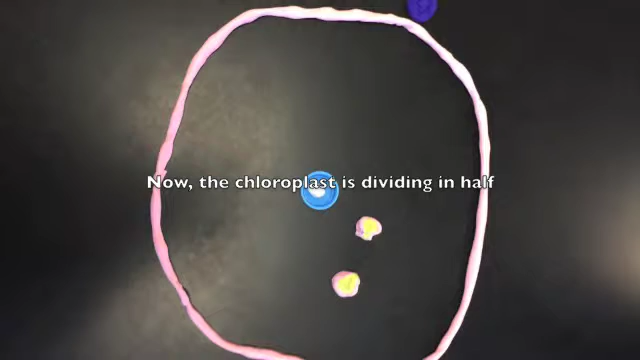 Now, the chloroplast is dividing in half